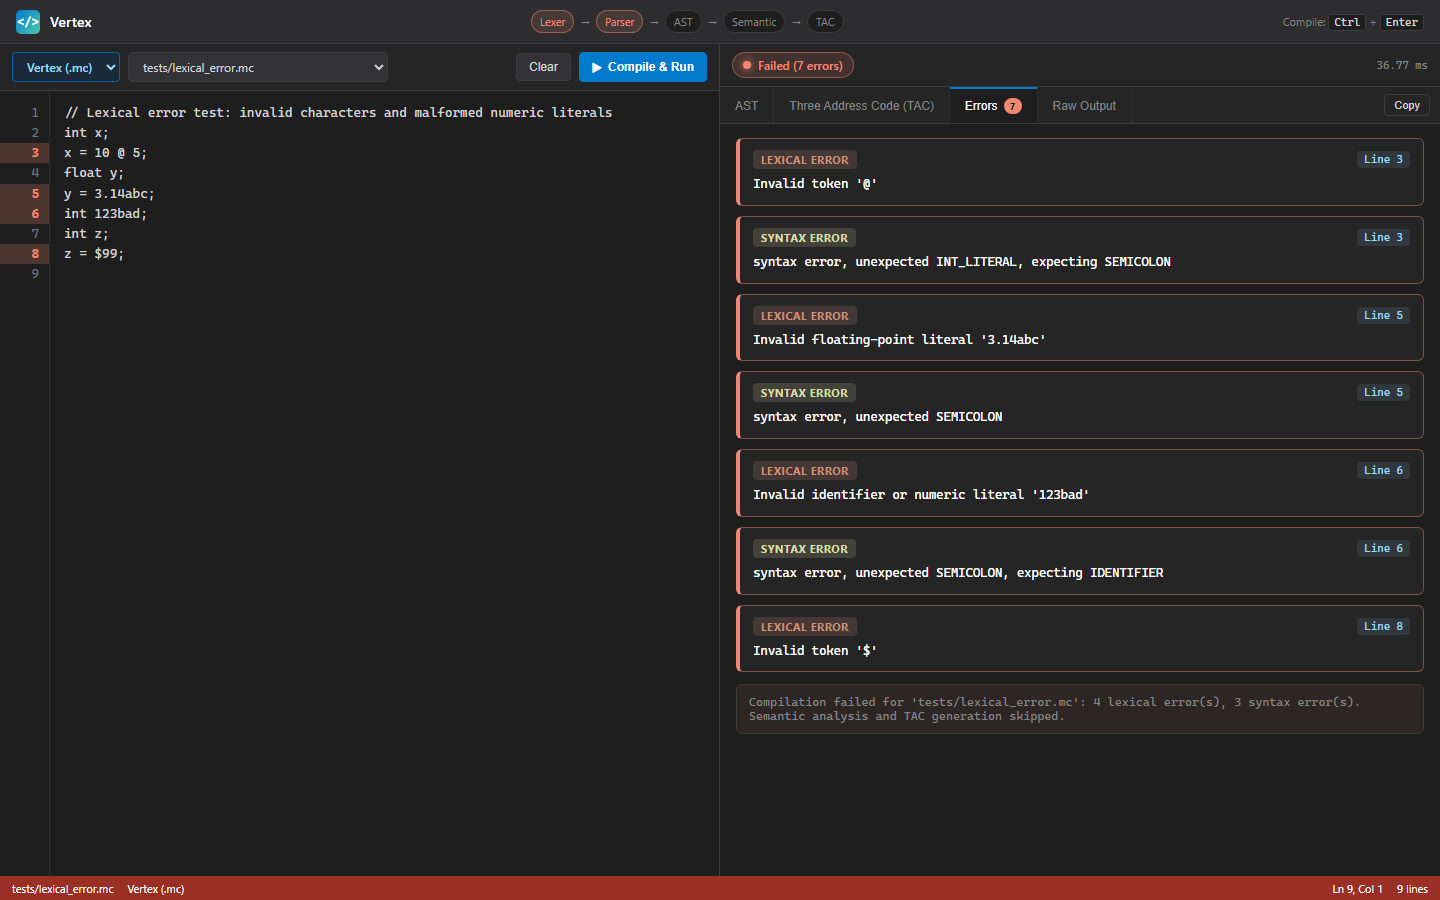 </> Vertex
Lexer → Parser → AST → Semantic → TAC
Compile: Ctrl + Enter
Vertex (.mc)
tests/lexical_error.mc
Clear
▶ Compile & Run
Failed (7 errors)
36.77 ms
AST
Three Address Code (TAC)
Errors 7
Raw Output
Copy
1 // Lexical error test: invalid characters and malformed numeric literals
2 int x;
3 x = 10 @ 5;
4 float y;
5 y = 3.14abc;
6 int 123bad;
7 int z;
8 z = $99;
9
LEXICAL ERROR Line 3
Invalid token '@'
SYNTAX ERROR Line 3
syntax error, unexpected INT_LITERAL, expecting SEMICOLON
LEXICAL ERROR Line 5
Invalid floating-point literal '3.14abc'
SYNTAX ERROR Line 5
syntax error, unexpected SEMICOLON
LEXICAL ERROR Line 6
Invalid identifier or numeric literal '123bad'
SYNTAX ERROR Line 6
syntax error, unexpected SEMICOLON, expecting IDENTIFIER
LEXICAL ERROR Line 8
Invalid token '$'
Compilation failed for 'tests/lexical_error.mc': 4 lexical error(s), 3 syntax error(s).
Semantic analysis and TAC generation skipped.
tests/lexical_error.mc Vertex (.mc)
Ln 9, Col 1 9 lines